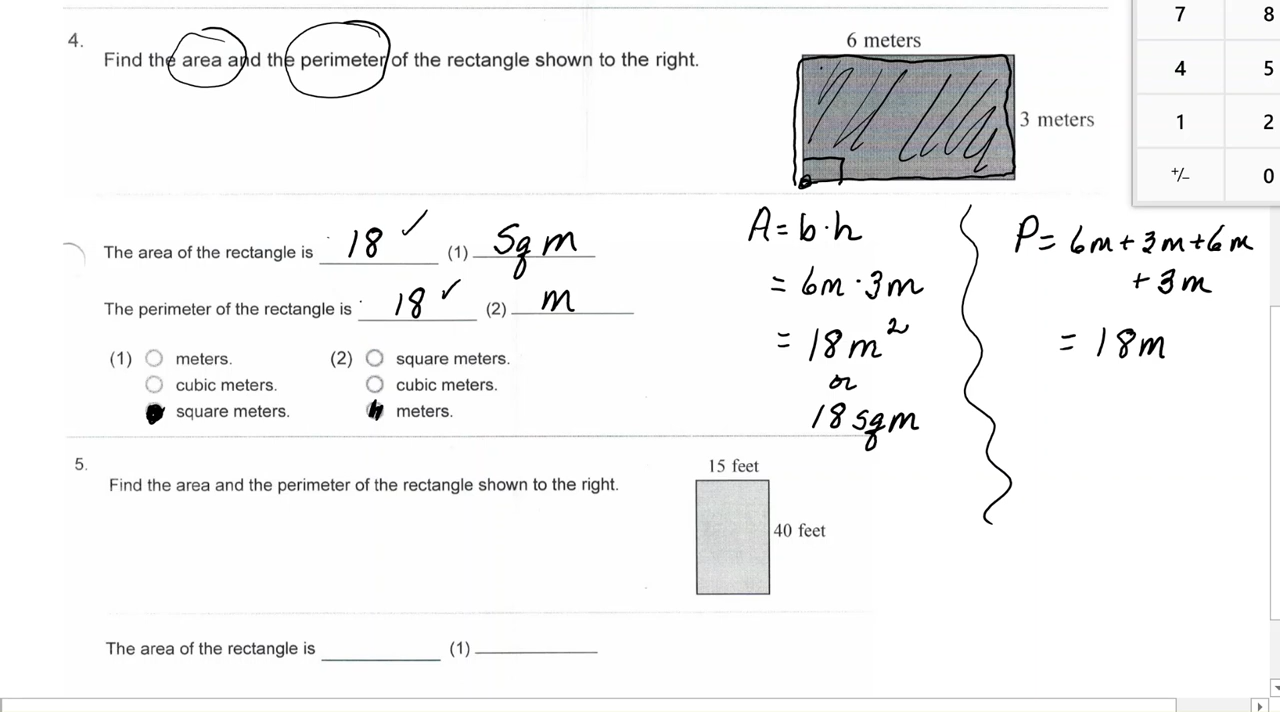 4.
Find the area and the perimeter of the rectangle shown to the right.
6 meters
3 meters
7 8
4 5
1 2
+/- 0
The area of the rectangle is 18 ✓ (1) sq m
The perimeter of the rectangle is 18 ✓ (2) m
(1) meters.
cubic meters.
square meters.
(2) square meters.
cubic meters.
meters.
A = b·h
= 6m·3m
= 18m²
or
18 sq m
P = 6m + 3m + 6m
+ 3m
= 18m
5.
Find the area and the perimeter of the rectangle shown to the right.
15 feet
40 feet
The area of the rectangle is (1)